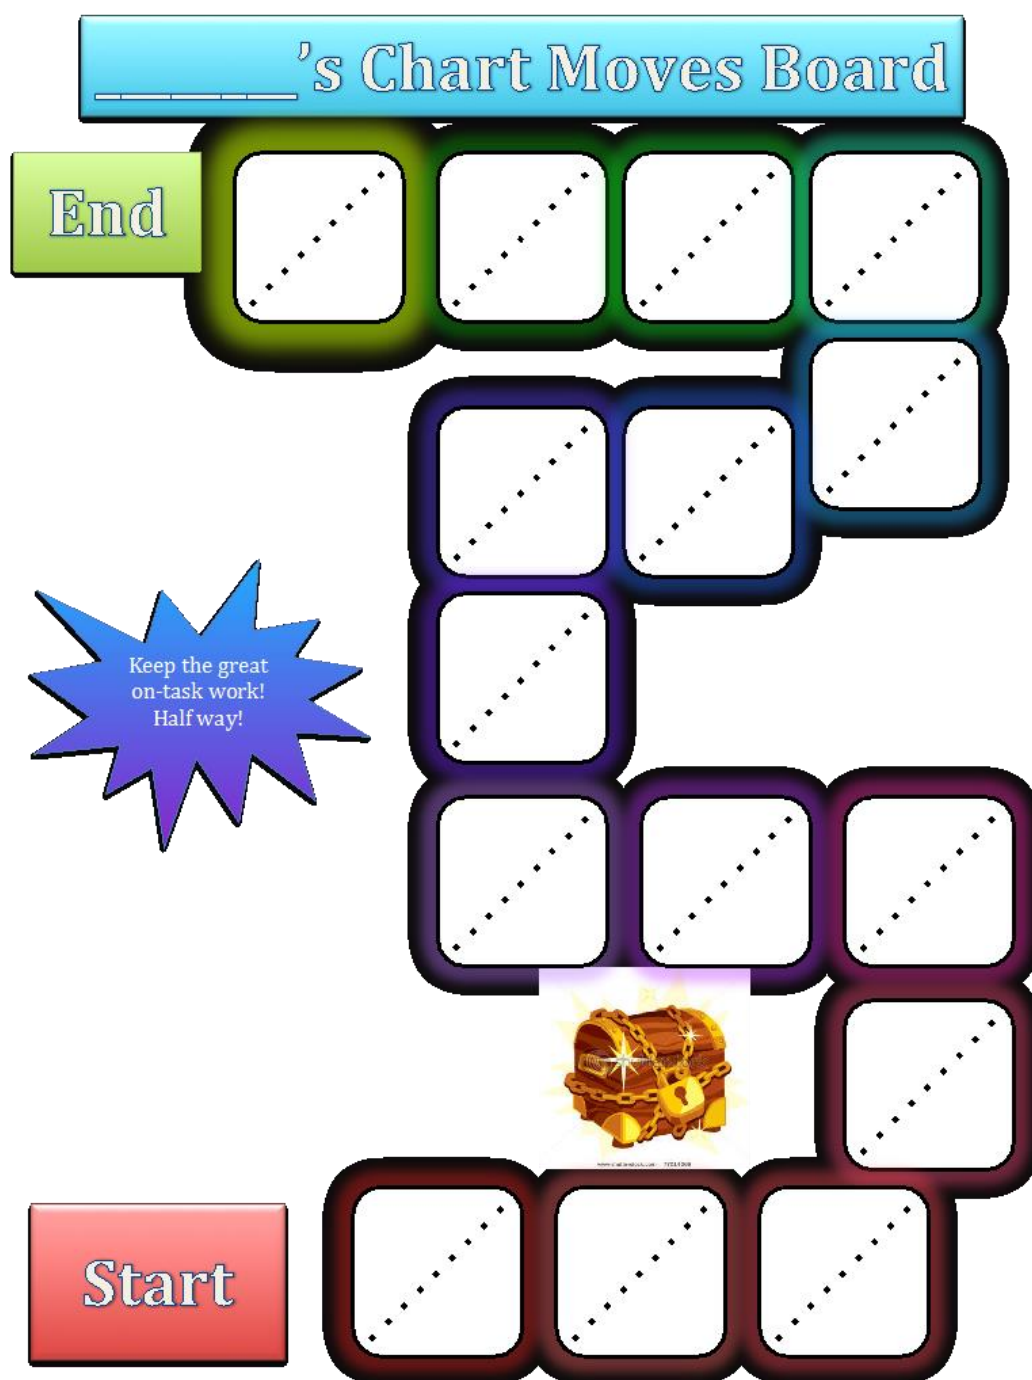 ______’s Chart Moves Board
End
Keep the great
on-task work!
Half way!
Start